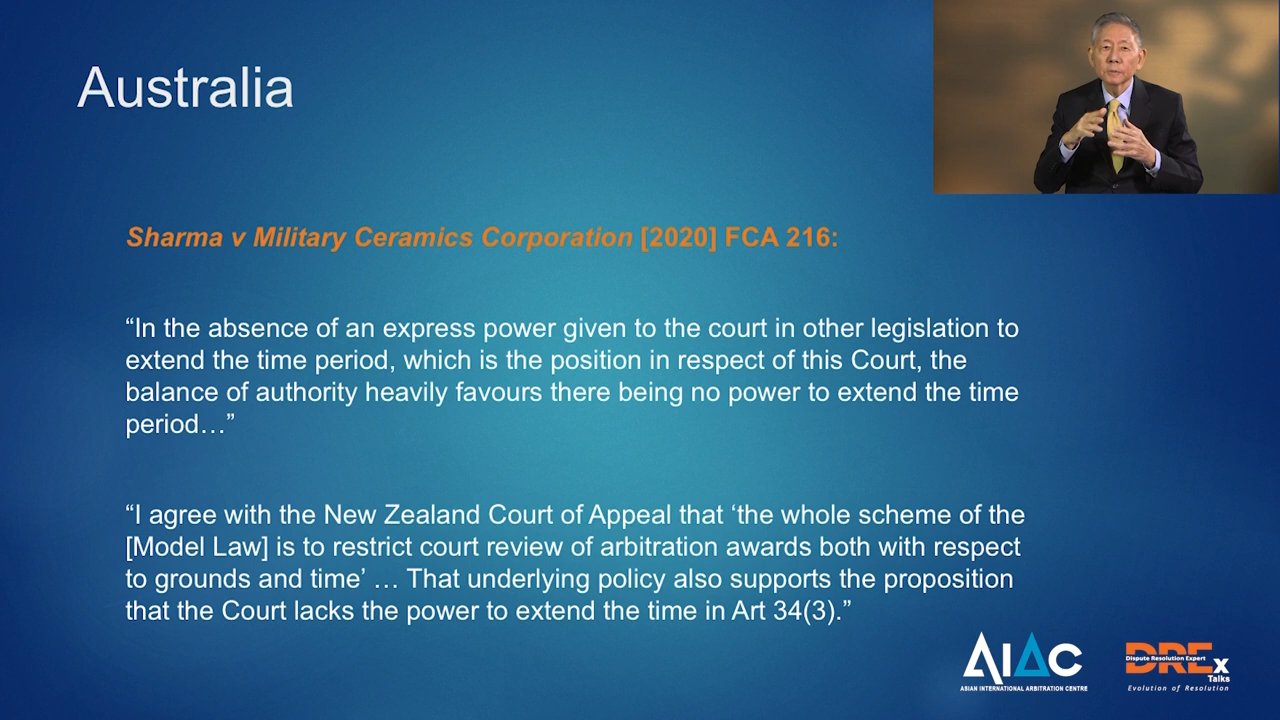 Australia
Sharma v Military Ceramics Corporation [2020] FCA 216:
“In the absence of an express power given to the court in other legislation to
extend the time period, which is the position in respect of this Court, the
balance of authority heavily favours there being no power to extend the time
period…”
“I agree with the New Zealand Court of Appeal that ‘the whole scheme of the
[Model Law] is to restrict court review of arbitration awards both with respect
to grounds and time’ … That underlying policy also supports the proposition
that the Court lacks the power to extend the time in Art 34(3).”
AIAC
ASIAN INTERNATIONAL ARBITRATION CENTRE
DREx
Dispute Resolution Expert
Talks
Evolution of Resolution